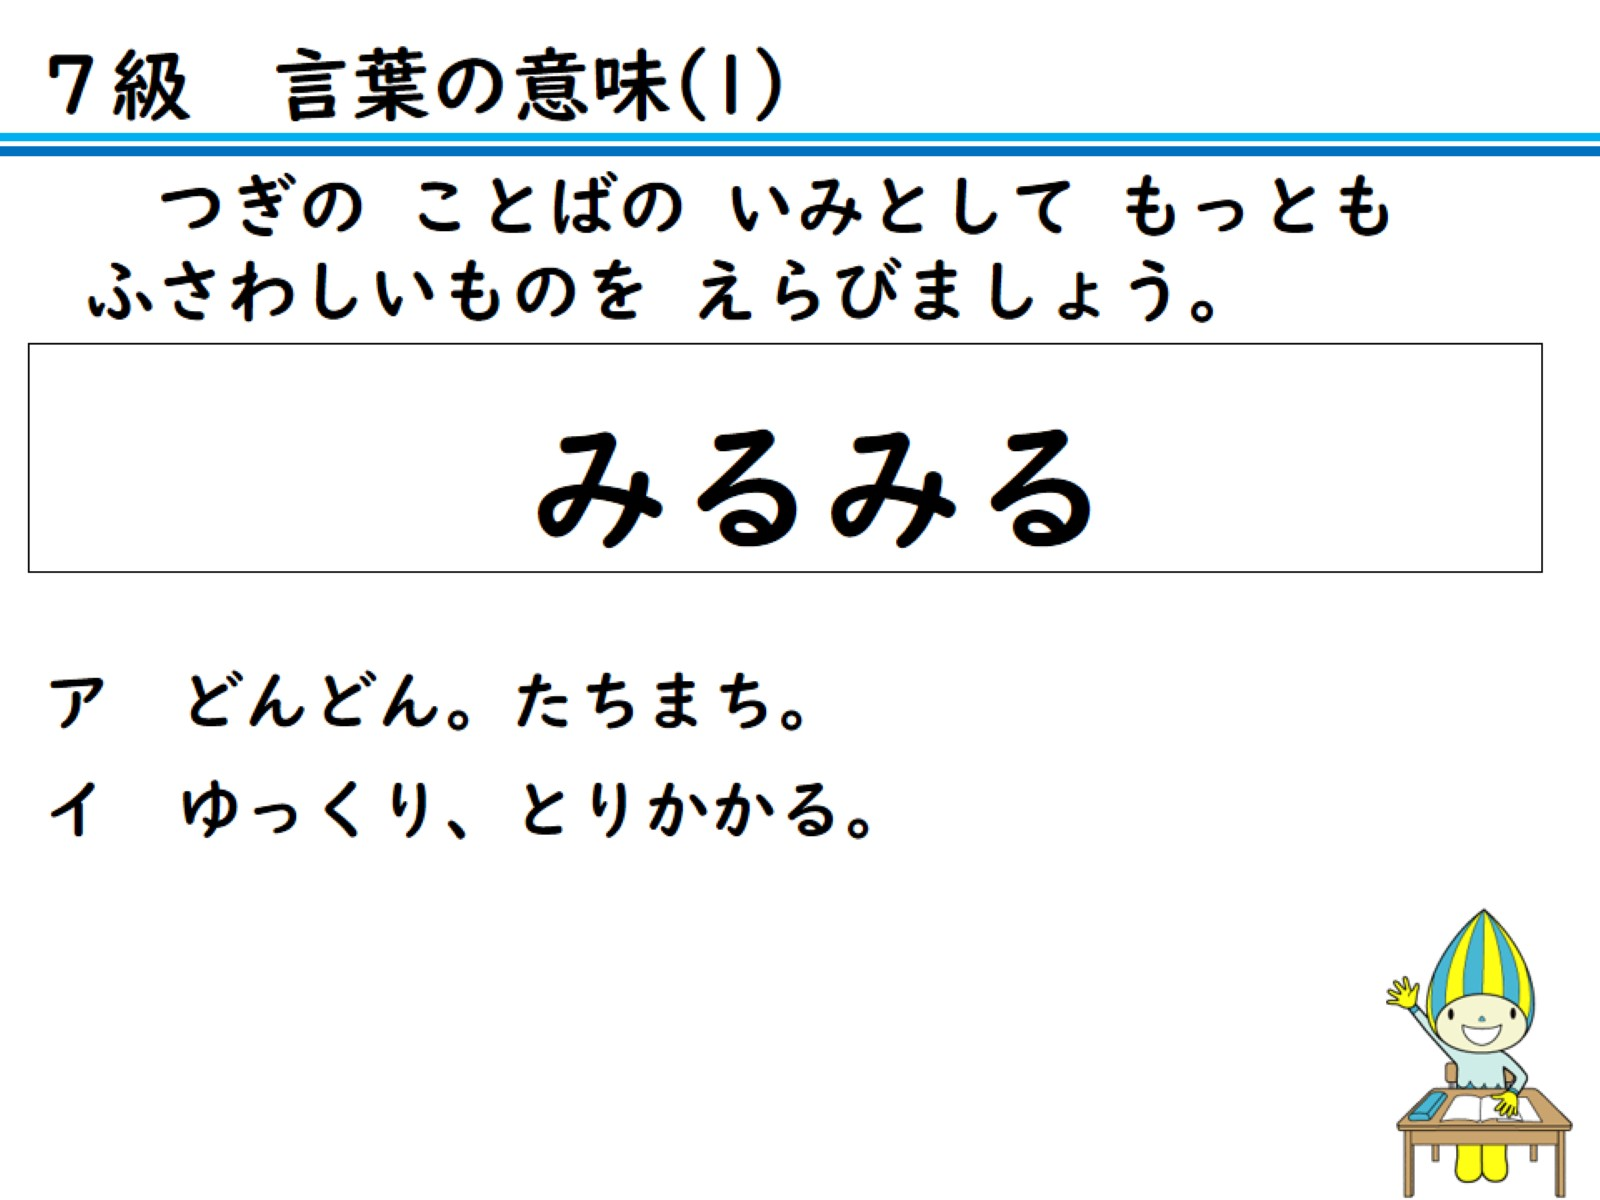 ７級　言葉の意味(1)
つぎの ことばの いみとして もっとも
ふさわしいものを えらびましょう。
みるみる
ア　どんどん。たちまち。
イ　ゆっくり、とりかかる。